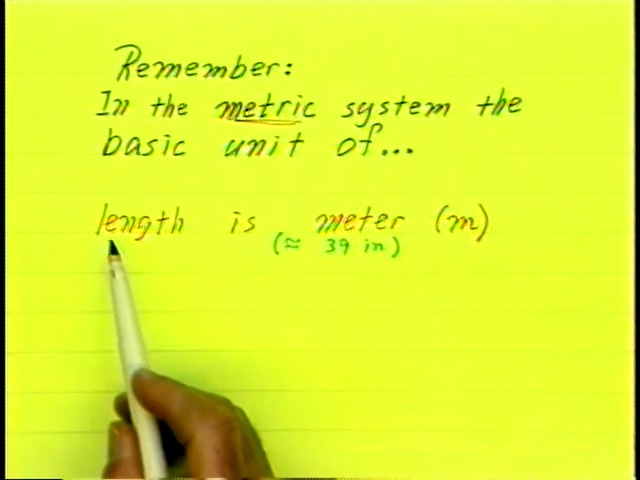 Remember:
In the metric system the
basic unit of...
length is meter (m)
(≈ 39 in)